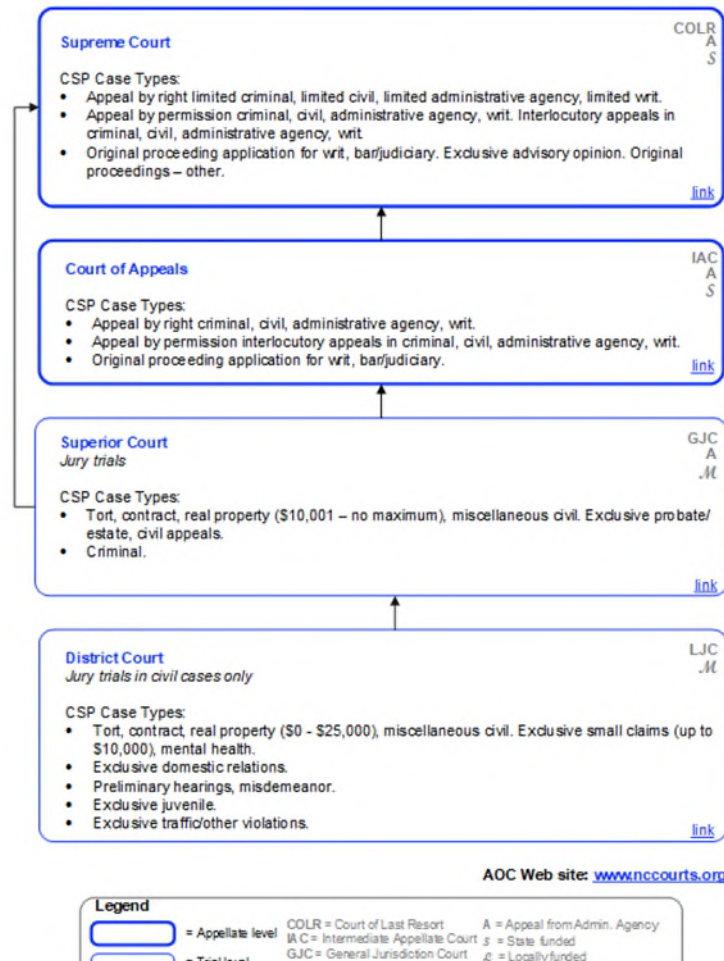 COLR
Supreme Court
A
S
CSP Case Types:
• Appeal by right limited criminal, limited civil, limited administrative agency, limited writ.
• Appeal by permission criminal, civil, administrative agency, writ. Interlocutory appeals in
criminal, civil, administrative agency, writ
• Original proceeding application for writ, bar/judiciary. Exclusive advisory opinion. Original
proceedings – other.
link
IAC
Court of Appeals
A
S
CSP Case Types:
• Appeal by right criminal, civil, administrative agency, writ.
• Appeal by permission interlocutory appeals in criminal, civil, administrative agency, writ.
• Original proceeding application for writ, bar/judiciary.
link
Superior Court
GJC
Jury trials
A
M
CSP Case Types:
• Tort, contract, real property ($10,001 – no maximum), miscellaneous civil. Exclusive probate/
estate, civil appeals.
• Criminal.
link
District Court
LJC
Jury trials in civil cases only
M
CSP Case Types:
• Tort, contract, real property ($0 - $25,000), miscellaneous civil. Exclusive small claims (up to
$10,000), mental health.
• Exclusive domestic relations.
• Preliminary hearings, misdemeanor.
• Exclusive juvenile.
• Exclusive traffic/other violations.
link
AOC Web site: www.nccourts.org
Legend
= Appellate level
COLR = Court of Last Resort
A = Appeal from Admin. Agency
IAC = Intermediate Appellate Court
S = State funded
GJC = General Jurisdiction Court
L = Locally funded